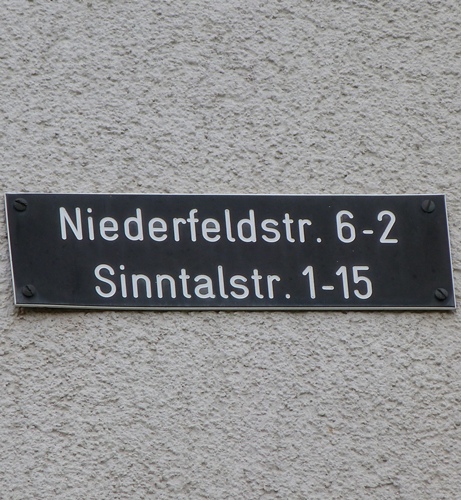 Niederfeldstr. 6-2
Sinntalstr. 1-15